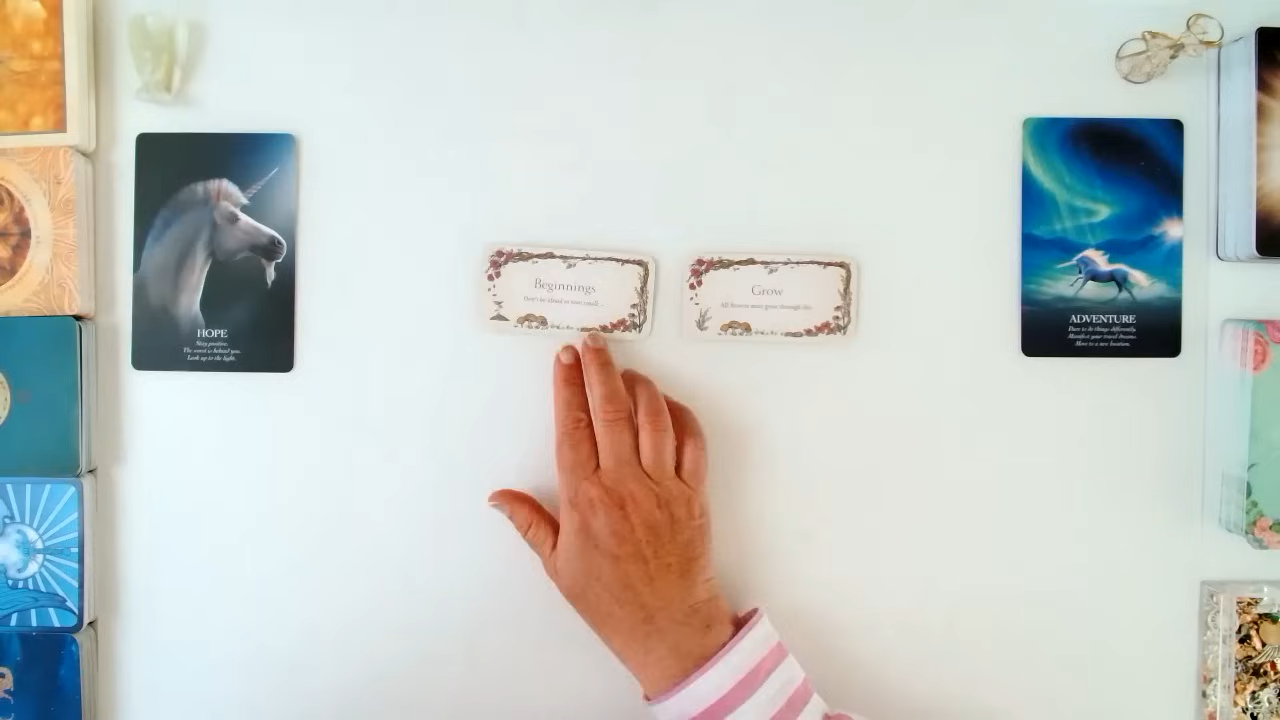 HOPE
Stay positive.
The worst is behind you.
Look up to the light.
Beginnings
Don't be afraid to start small
Grow
All flowers must grow through dirt
ADVENTURE
Dare to do things differently.
Manifest your travel dreams.
Move to a new location.